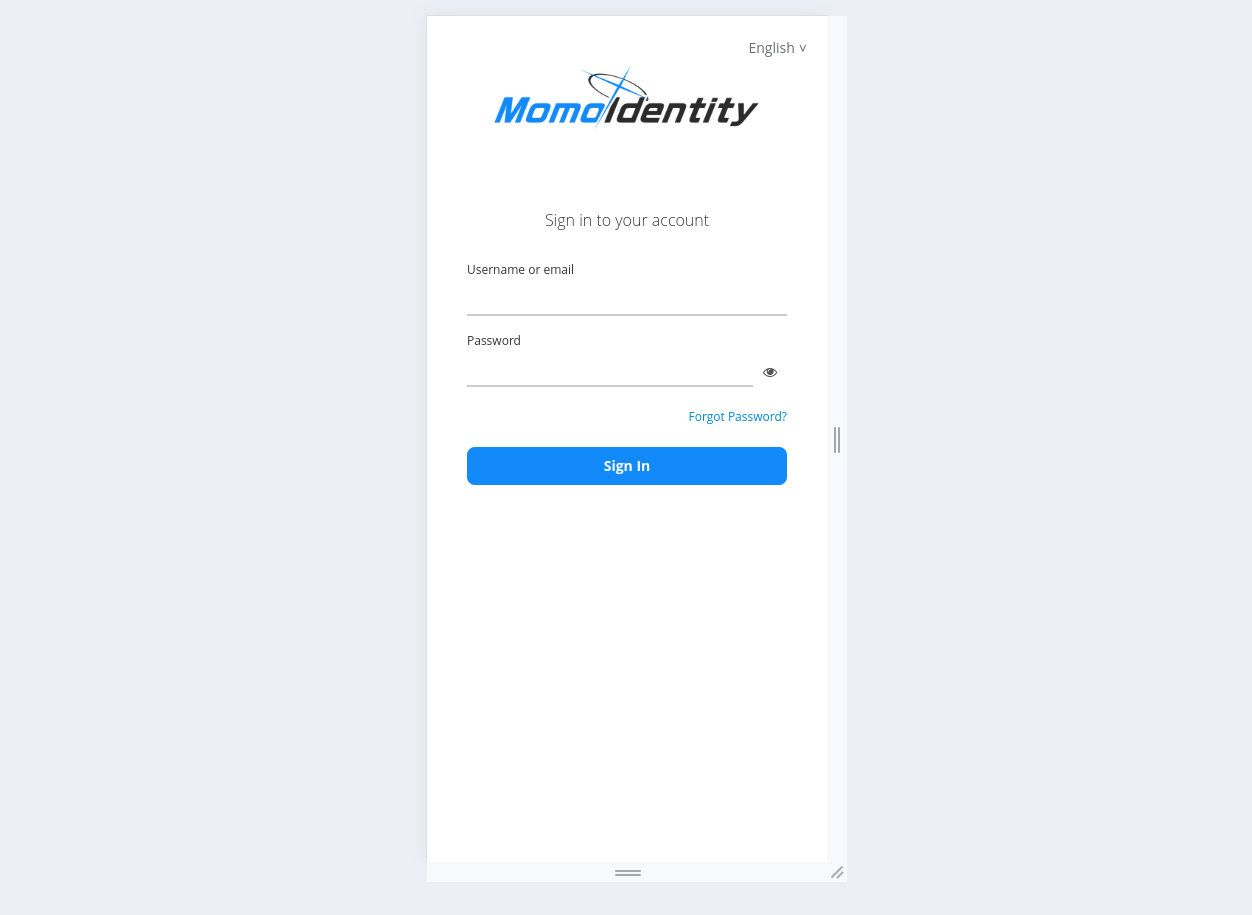 English v
MomoIdentity
Sign in to your account
Username or email
Password
Forgot Password?
Sign In